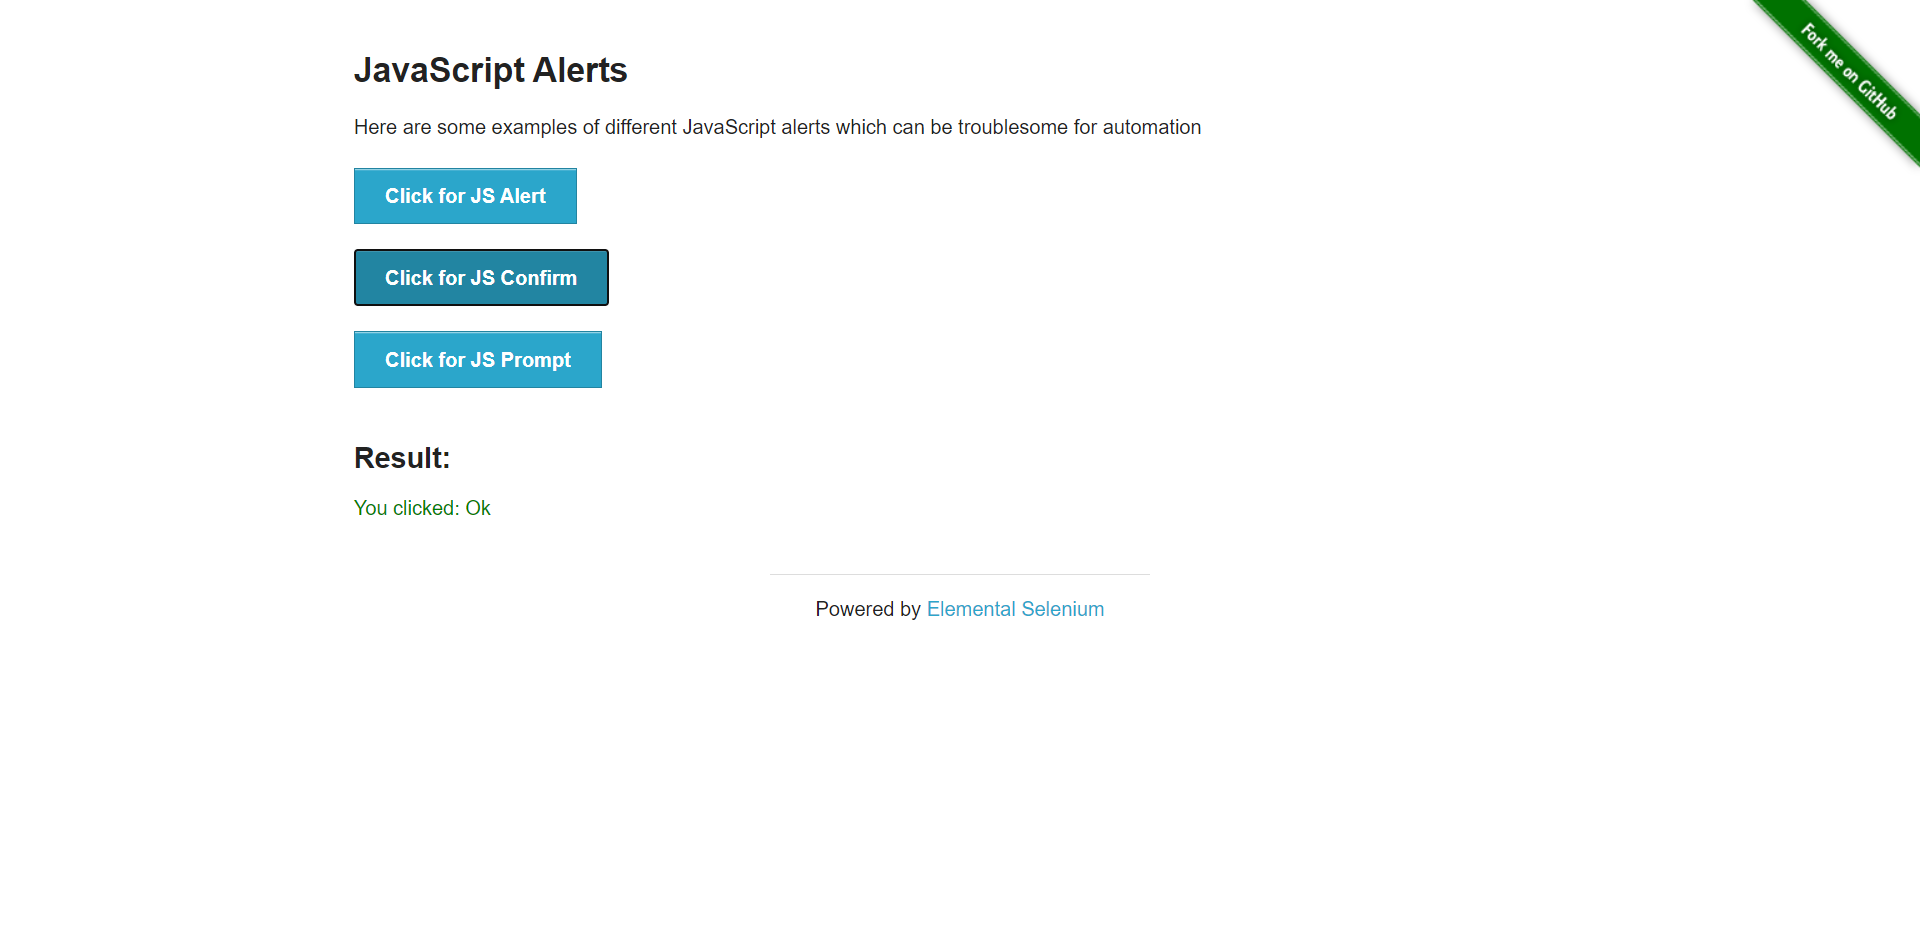 Fork me on GitHub
JavaScript Alerts
Here are some examples of different JavaScript alerts which can be troublesome for automation
Click for JS Alert
Click for JS Confirm
Click for JS Prompt
Result:
You clicked: Ok
Powered by Elemental Selenium